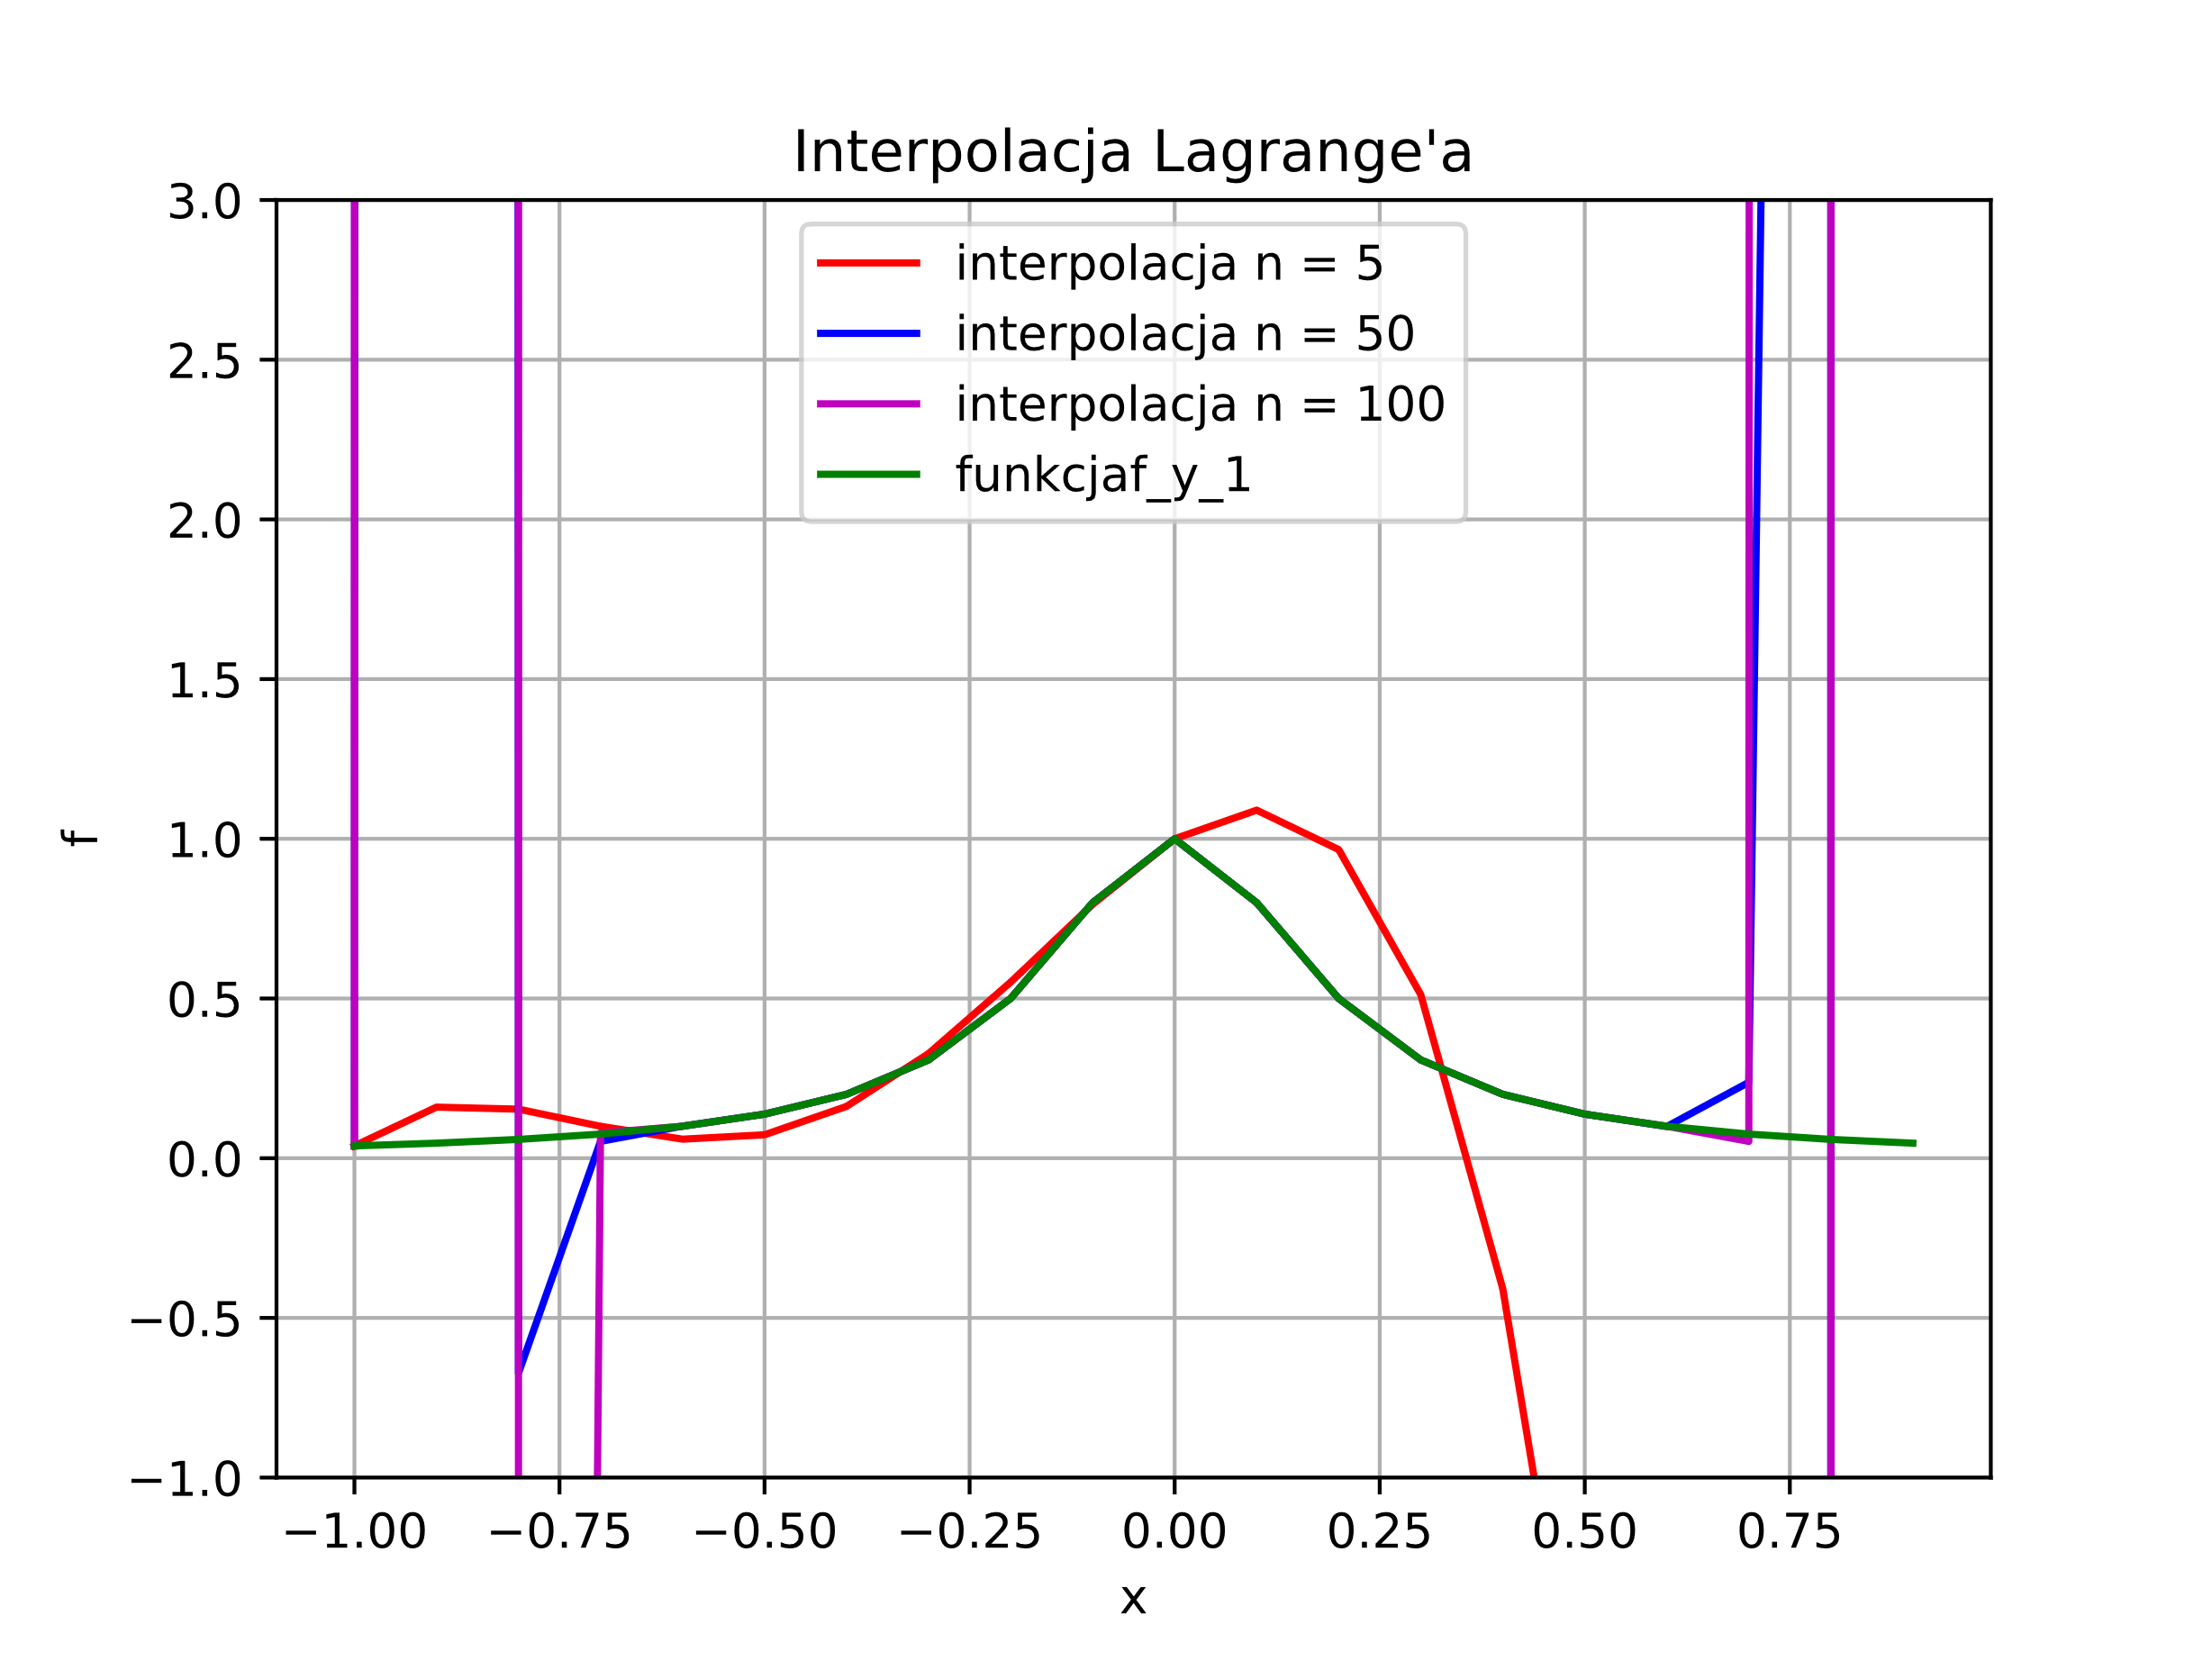 Interpolacja Lagrange'a
interpolacja n = 5
interpolacja n = 50
interpolacja n = 100
funkcjaf_y_1
3.0
2.5
2.0
1.5
1.0
0.5
0.0
−0.5
−1.0
f
−1.00 −0.75 −0.50 −0.25 0.00 0.25 0.50 0.75
x